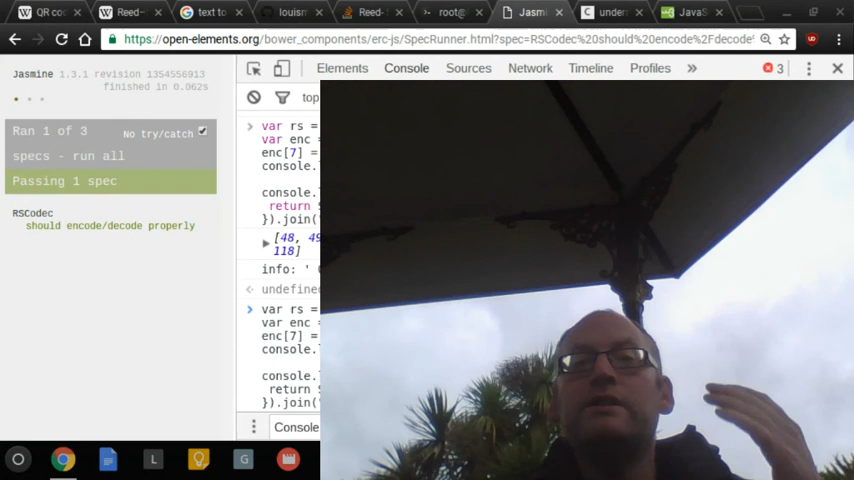 QR co
Reed-
text to
louism
Reed-
root@
Jasmi
under
JavaS
https://open-elements.org/bower_components/erc-js/SpecRunner.html?spec=RSCodec%20should%20encode%2Fdecode
Jasmine 1.3.1 revision 1354556913
finished in 0.062s
Elements Console Sources Network Timeline Profiles » 3
top
Ran 1 of 3 No try/catch
specs - run all
Passing 1 spec
RSCodec
should encode/decode properly
var rs =
var enc
enc[7] =
console.
console.
return
}).join(
[48, 49
118]
info: '
undefined
var rs =
var enc
enc[7] =
console.
console.
return
}).join(
Console